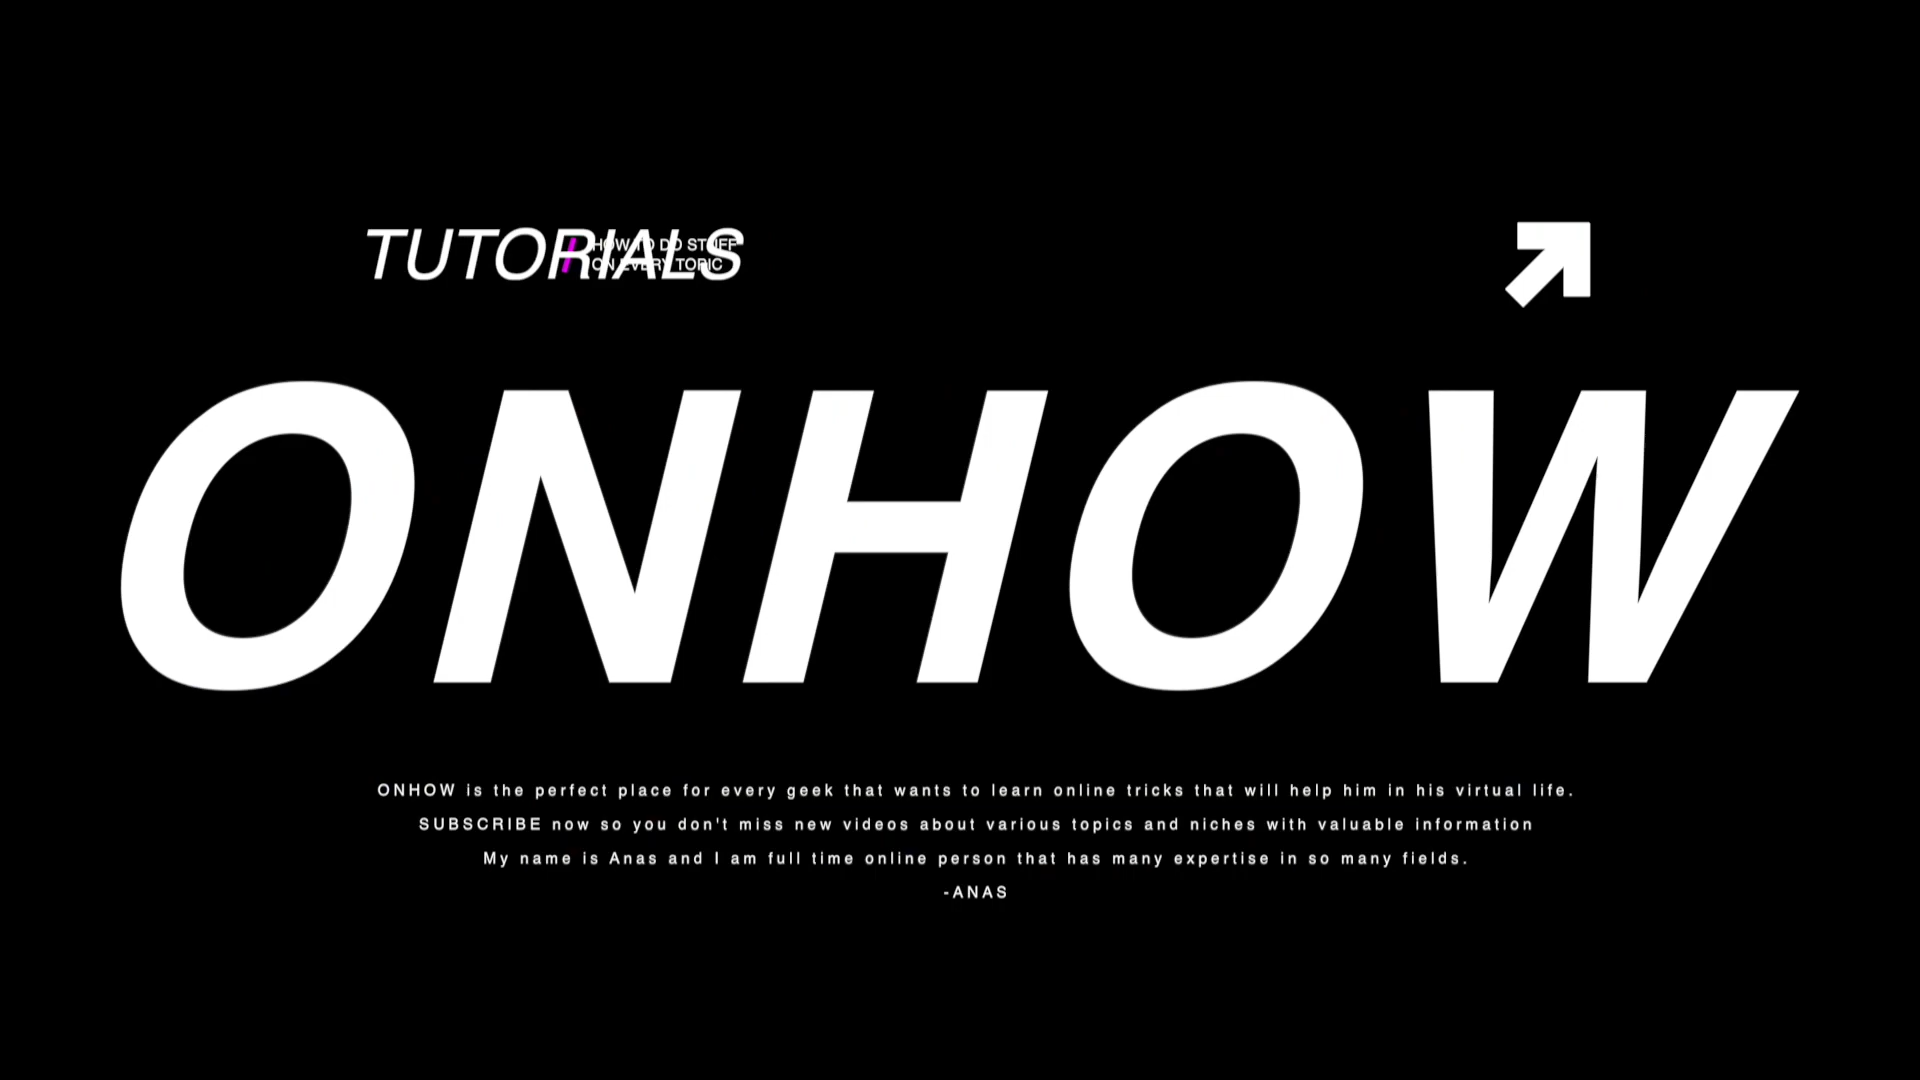 TUTORIALS
HOW TO DO STUFF
ON EVERY TOPIC
ONHOW
ONHOW is the perfect place for every geek that wants to learn online tricks that will help him in his virtual life.
SUBSCRIBE now so you don't miss new videos about various topics and niches with valuable information
My name is Anas and I am full time online person that has many expertise in so many fields.
-ANAS